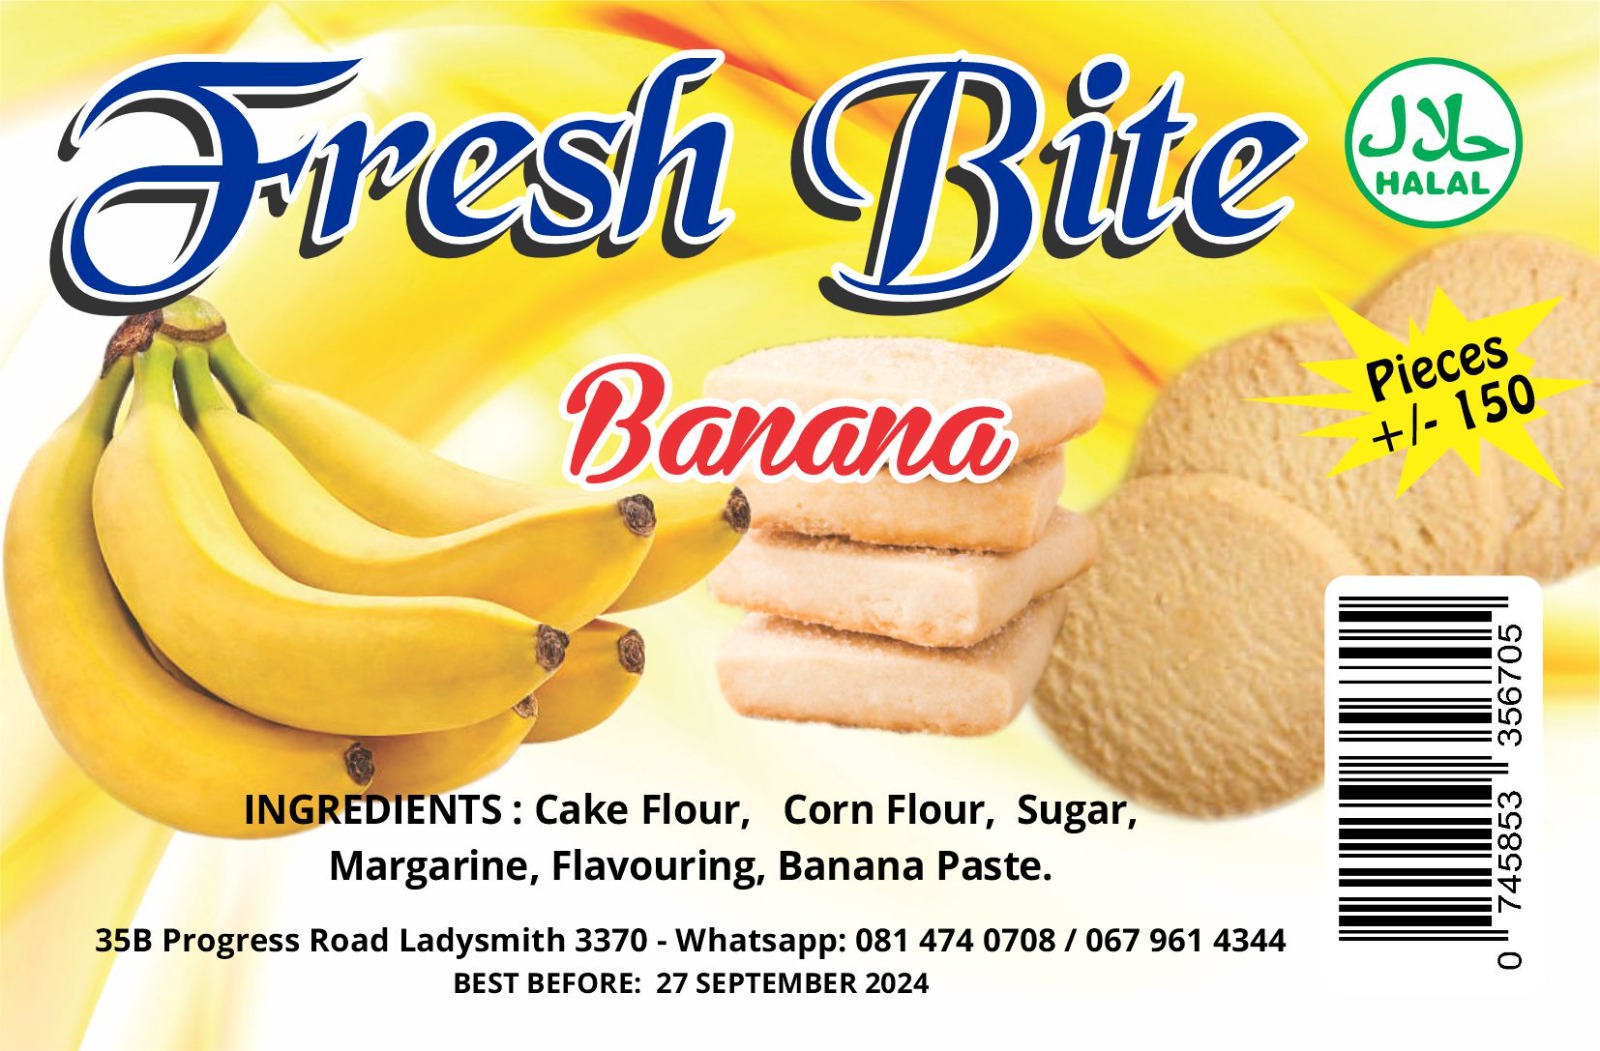 Fresh Bite
حلال
HALAL
Pieces
+/- 150
Banana
INGREDIENTS : Cake Flour, Corn Flour, Sugar,
Margarine, Flavouring, Banana Paste.
35B Progress Road Ladysmith 3370 - Whatsapp: 081 474 0708 / 067 961 4344
BEST BEFORE: 27 SEPTEMBER 2024
0 745853 356705